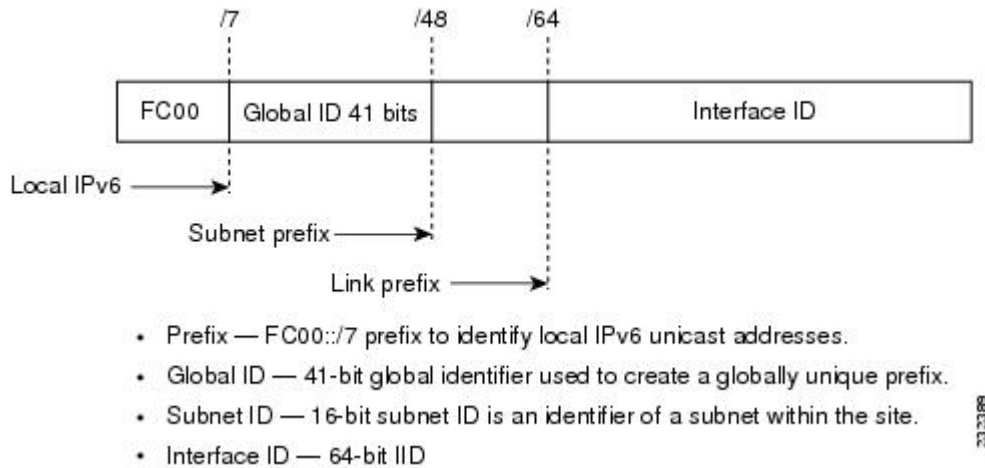 /7 /48 /64
FC00 Global ID 41 bits Interface ID
Local IPv6
Subnet prefix
Link prefix
• Prefix — FC00::/7 prefix to identify local IPv6 unicast addresses.
• Global ID — 41-bit global identifier used to create a globally unique prefix.
• Subnet ID — 16-bit subnet ID is an identifier of a subnet within the site.
• Interface ID — 64-bit IID
232389